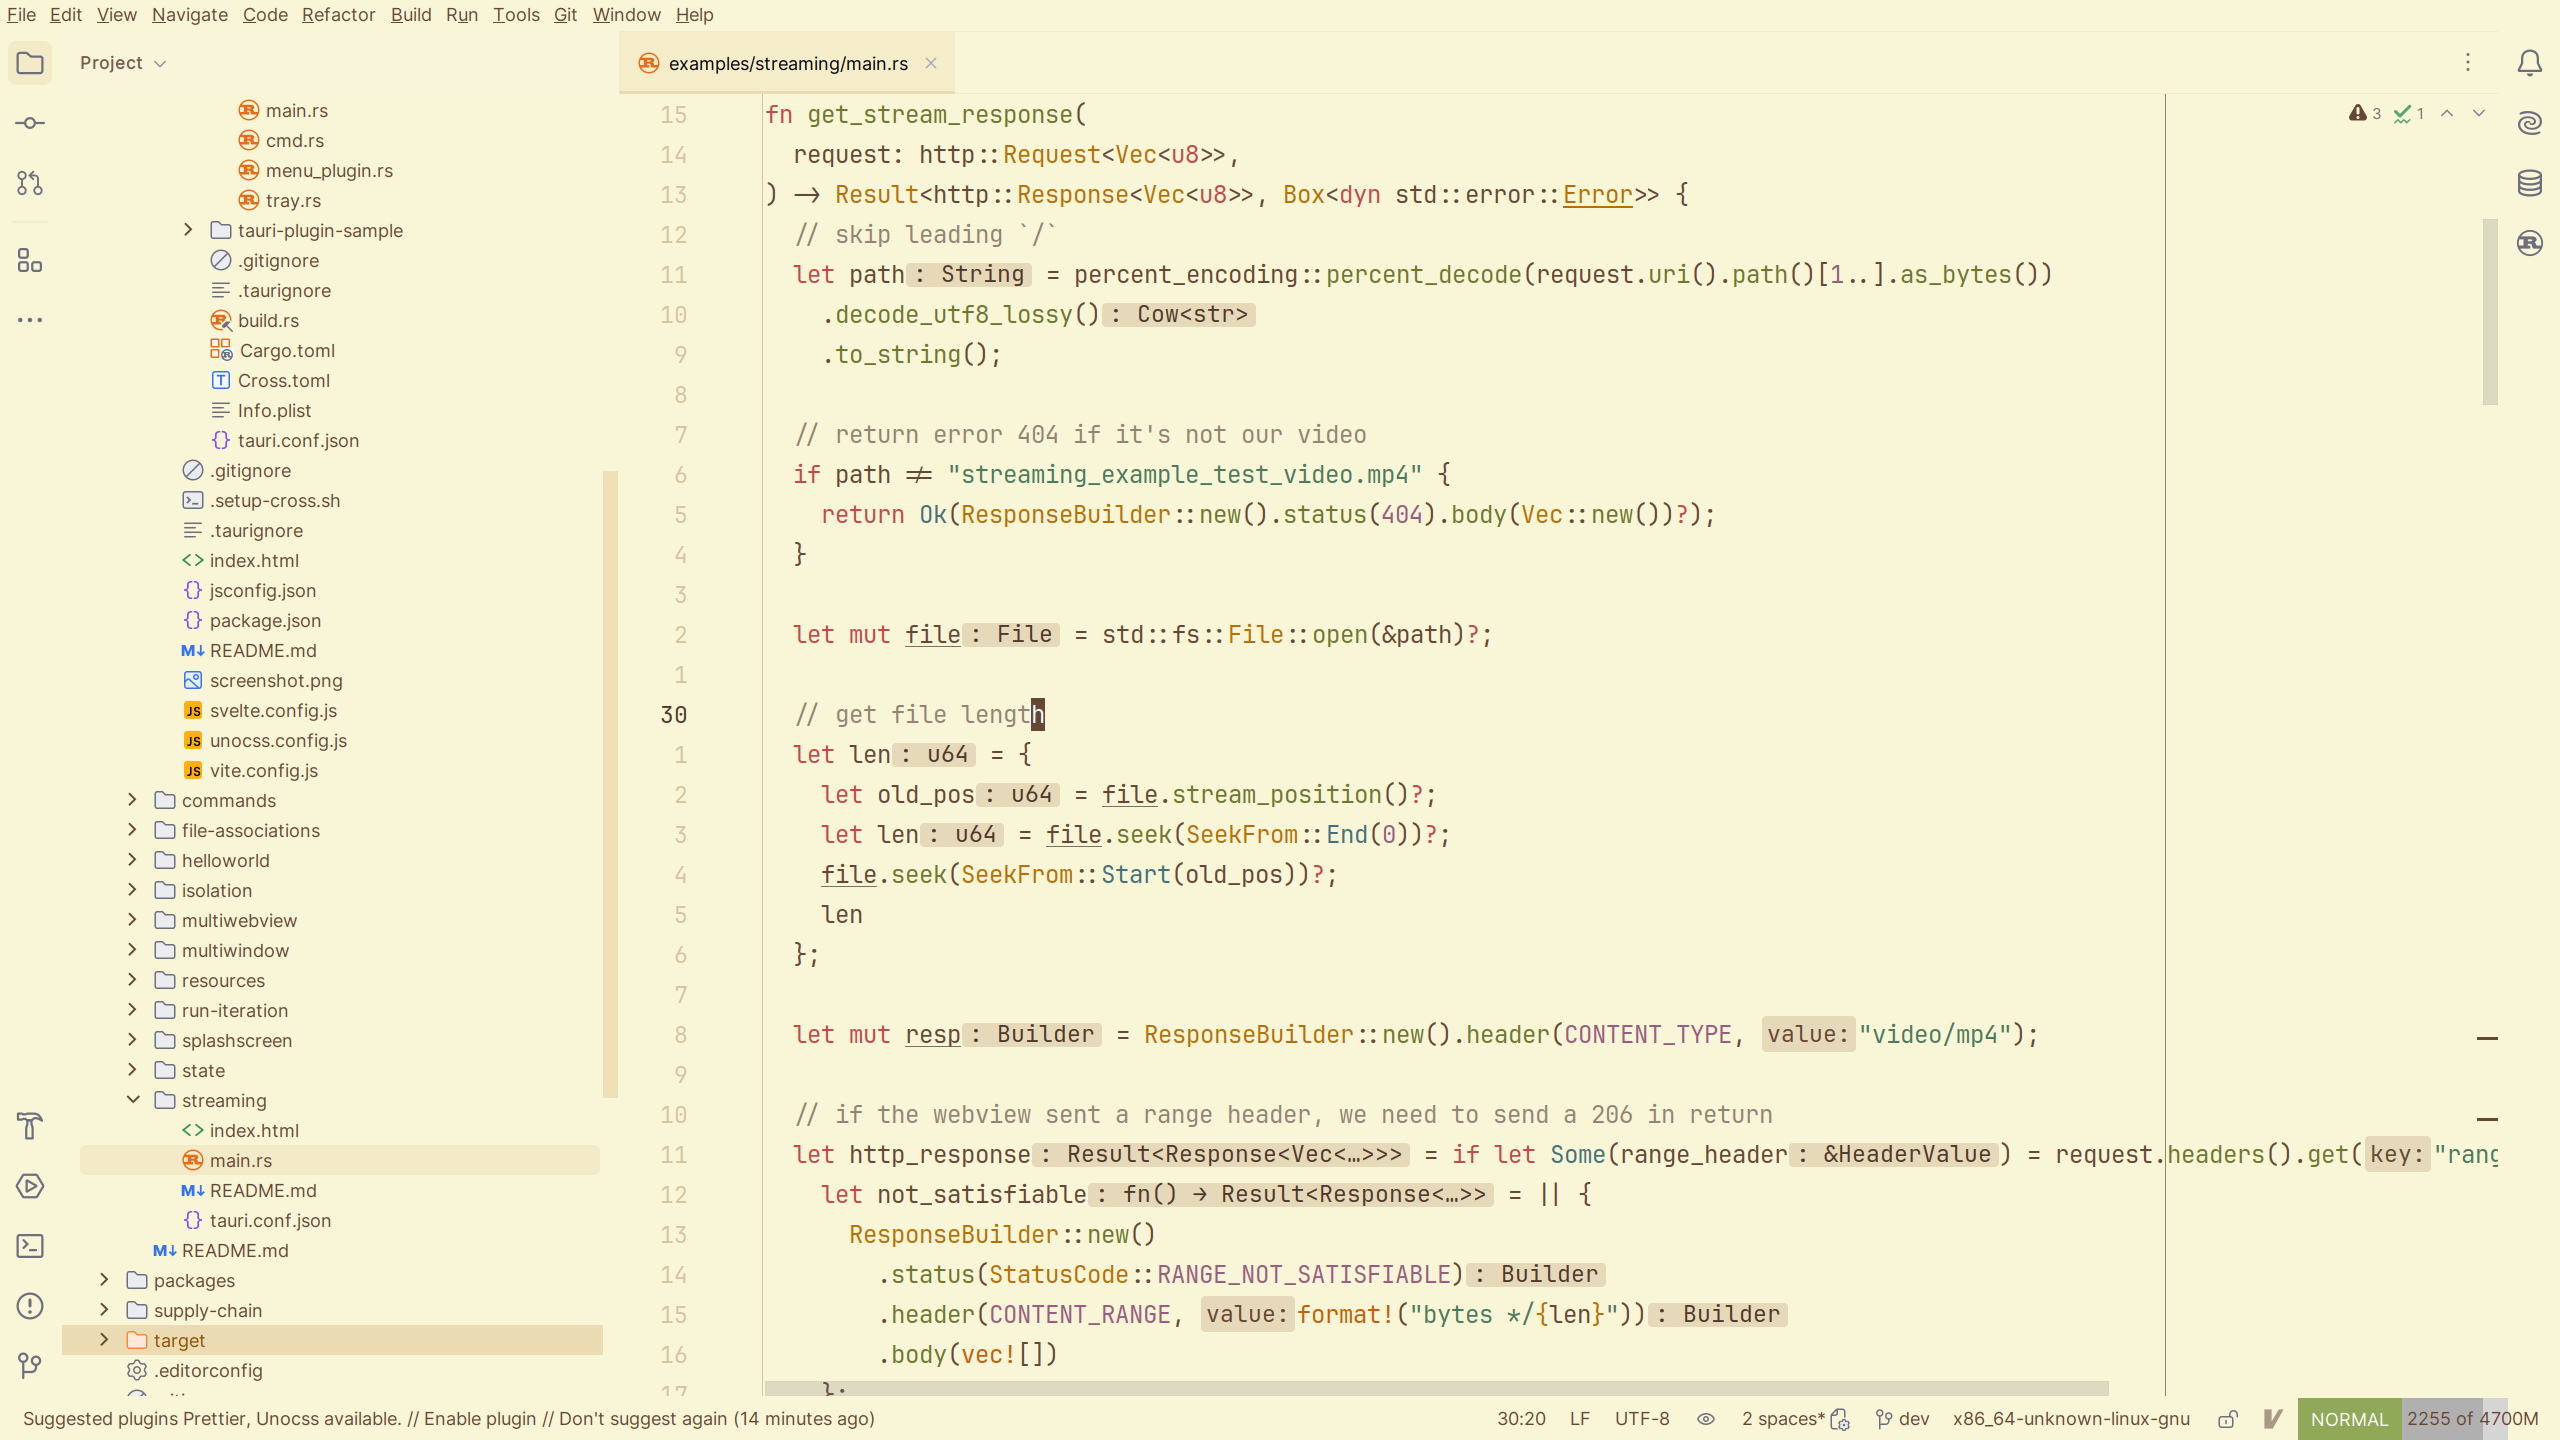 File Edit View Navigate Code Refactor Build Run Tools Git Window Help
Project
examples/streaming/main.rs
main.rs
cmd.rs
menu_plugin.rs
tray.rs
tauri-plugin-sample
.gitignore
.taurignore
build.rs
Cargo.toml
Cross.toml
Info.plist
tauri.conf.json
.gitignore
.setup-cross.sh
.taurignore
index.html
jsconfig.json
package.json
README.md
screenshot.png
svelte.config.js
unocss.config.js
vite.config.js
commands
file-associations
helloworld
isolation
multiwebview
multiwindow
resources
run-iteration
splashscreen
state
streaming
index.html
main.rs
README.md
tauri.conf.json
README.md
packages
supply-chain
target
.editorconfig
3 1
15 fn get_stream_response(
14 request: http::Request<Vec<u8>>,
13 ) -> Result<http::Response<Vec<u8>>, Box<dyn std::error::Error>> {
12 // skip leading `/`
11 let path: String = percent_encoding::percent_decode(request.uri().path()[1..].as_bytes())
10 .decode_utf8_lossy(): Cow<str>
9 .to_string();
8
7 // return error 404 if it's not our video
6 if path != "streaming_example_test_video.mp4" {
5 return Ok(ResponseBuilder::new().status(404).body(Vec::new())?);
4 }
3
2 let mut file: File = std::fs::File::open(&path)?;
1
30 // get file length
1 let len: u64 = {
2 let old_pos: u64 = file.stream_position()?;
3 let len: u64 = file.seek(SeekFrom::End(0))?;
4 file.seek(SeekFrom::Start(old_pos))?;
5 len
6 };
7
8 let mut resp: Builder = ResponseBuilder::new().header(CONTENT_TYPE, value: "video/mp4");
9
10 // if the webview sent a range header, we need to send a 206 in return
11 let http_response: Result<Response<Vec<…>>> = if let Some(range_header: &HeaderValue) = request.headers().get(key: "rang
12 let not_satisfiable: fn() -> Result<Response<…>> = || {
13 ResponseBuilder::new()
14 .status(StatusCode::RANGE_NOT_SATISFIABLE): Builder
15 .header(CONTENT_RANGE, value: format!("bytes */{len}")): Builder
16 .body(vec![])
17 };
Suggested plugins Prettier, Unocss available. // Enable plugin // Don't suggest again (14 minutes ago)
30:20 LF UTF-8 2 spaces* dev x86_64-unknown-linux-gnu NORMAL 2255 of 4700M